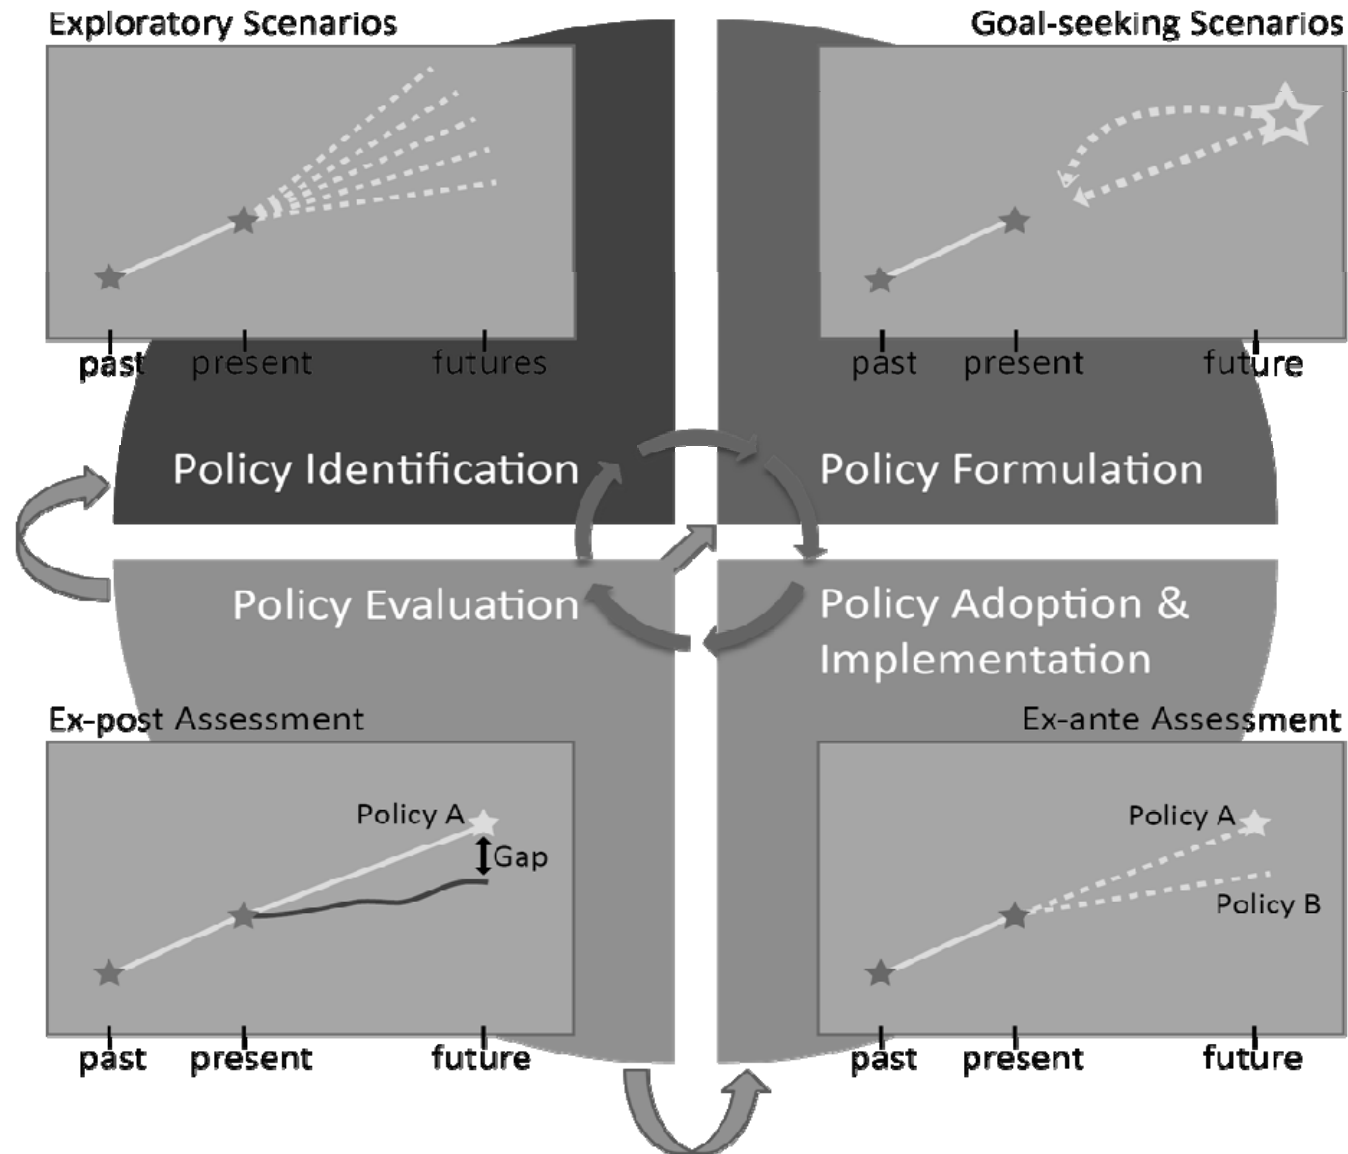 Exploratory Scenarios
Goal-seeking Scenarios
past present futures
past present future
Policy Identification
Policy Formulation
Policy Evaluation
Policy Adoption &
Implementation
Ex-post Assessment
Ex-ante Assessment
Policy A
Gap
Policy A
Policy B
past present future
past present future